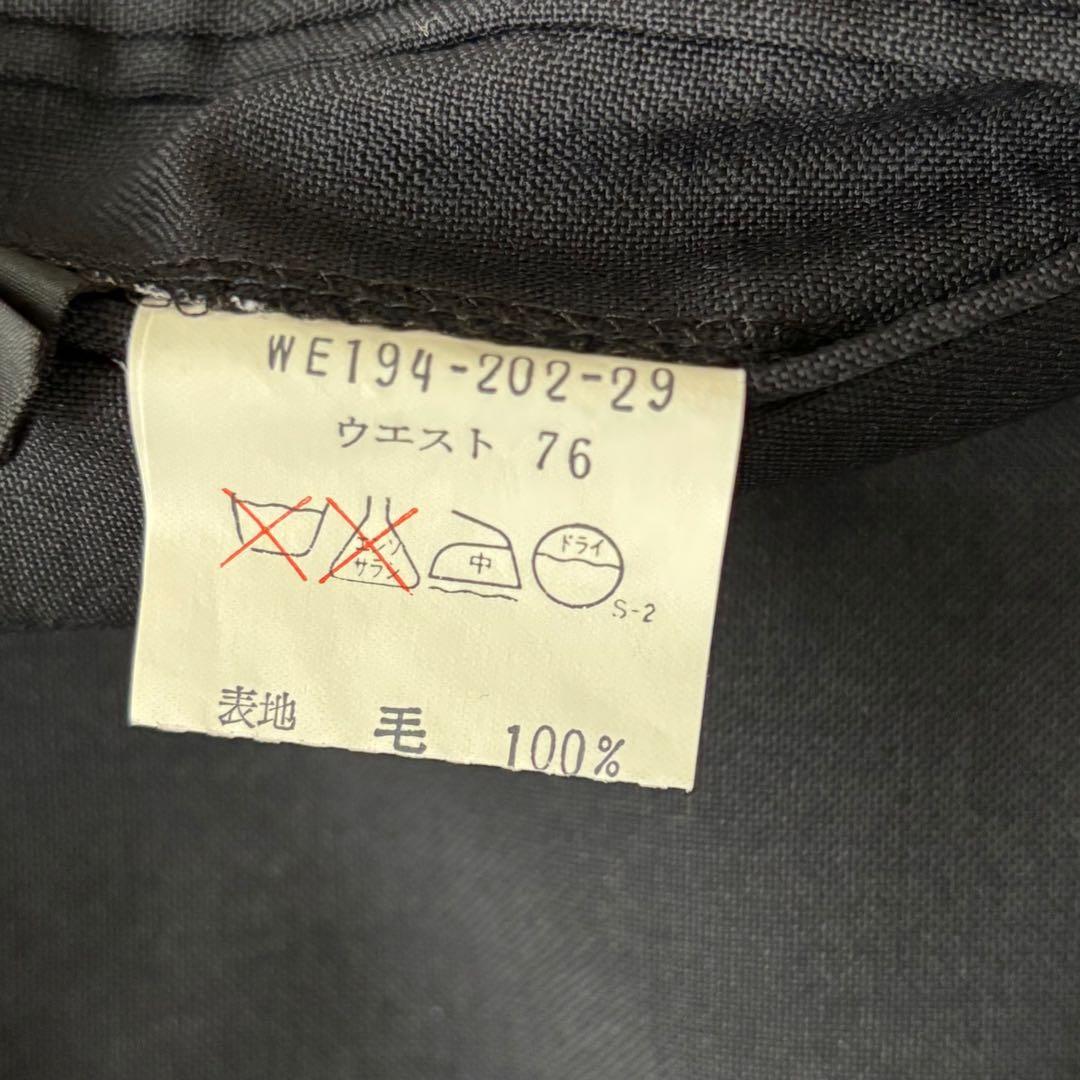 WE194-202-29
ウエスト 76
エンソ
サラシ
中
ドライ
S-2
表地 毛 100%